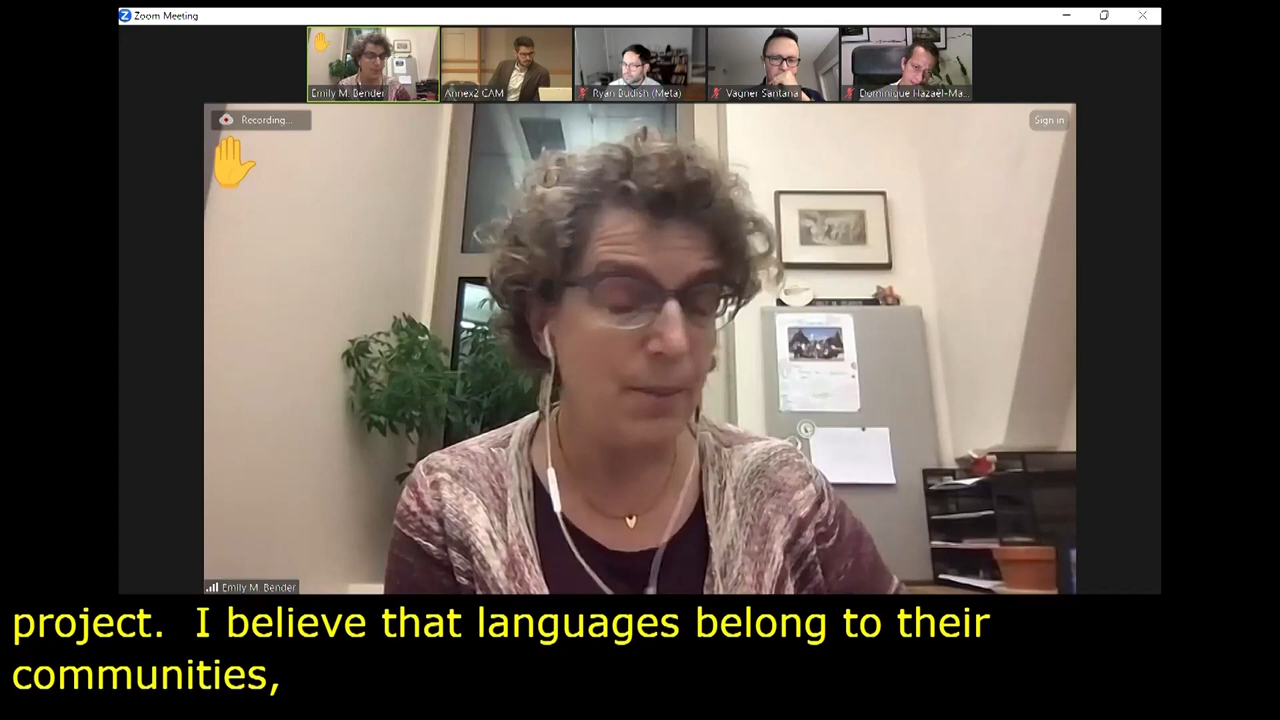 Zoom Meeting
Emily M. Bender
Annex2 CAM
Ryan Budish (Meta)
Vagner Santana
Dominique Hazaël-Ma...
Recording...
Sign in
Emily M. Bender
project.  I believe that languages belong to their
communities,